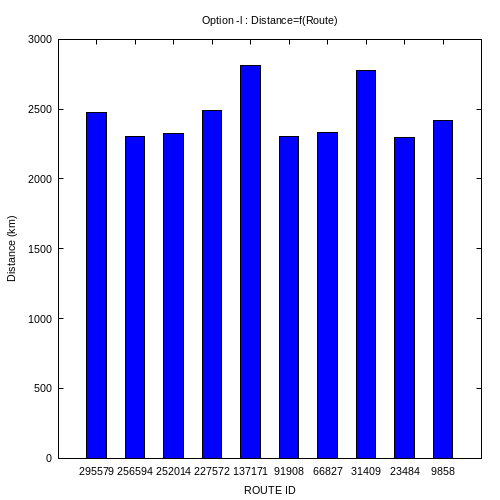 Option -l : Distance=f(Route)
3000
2500
2000
1500
1000
500
0
Distance (km)
295579 256594 252014 227572 137171 91908 66827 31409 23484 9858
ROUTE ID